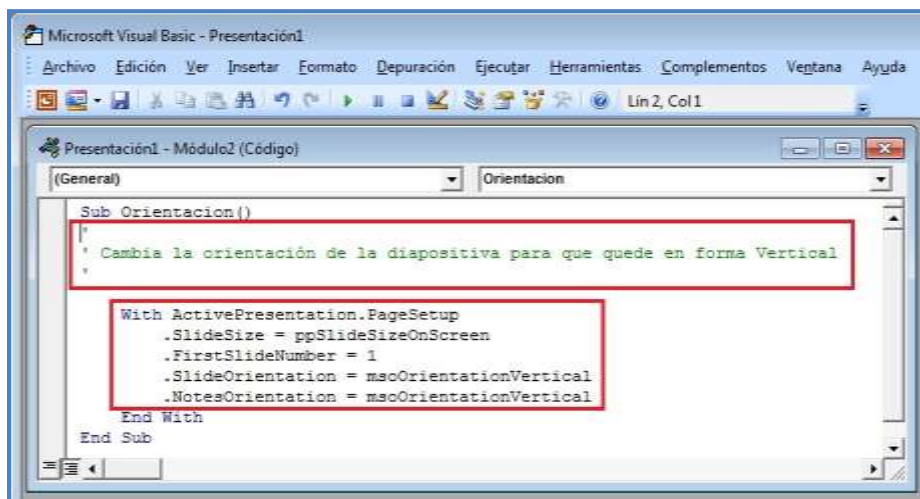 Microsoft Visual Basic - Presentación1
Archivo Edición Ver Insertar Formato Depuración Ejecutar Herramientas Complementos Ventana Ayuda
Lín 2, Col 1
Presentación1 - Módulo2 (Código)
(General) Orientacion
Sub Orientacion()
'
' Cambia la orientación de la diapositiva para que quede en forma Vertical
'
With ActivePresentation.PageSetup
.SlideSize = ppSlideSizeOnScreen
.FirstSlideNumber = 1
.SlideOrientation = msoOrientationVertical
.NotesOrientation = msoOrientationVertical
End With
End Sub